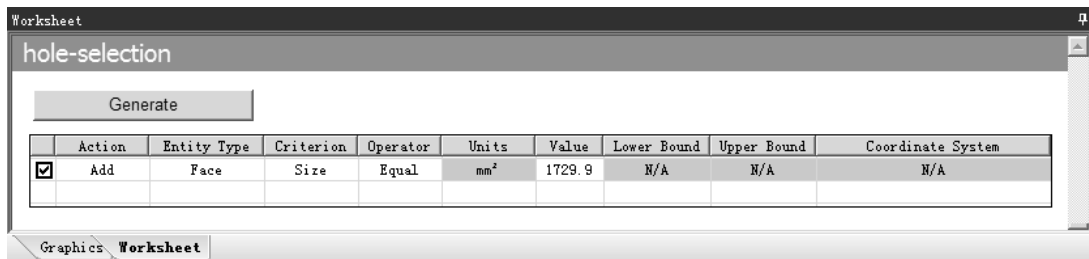 Worksheet
hole-selection
Generate
Action Entity Type Criterion Operator Units Value Lower Bound Upper Bound Coordinate System
Add Face Size Equal mm² 1729.9 N/A N/A N/A
Graphics Worksheet